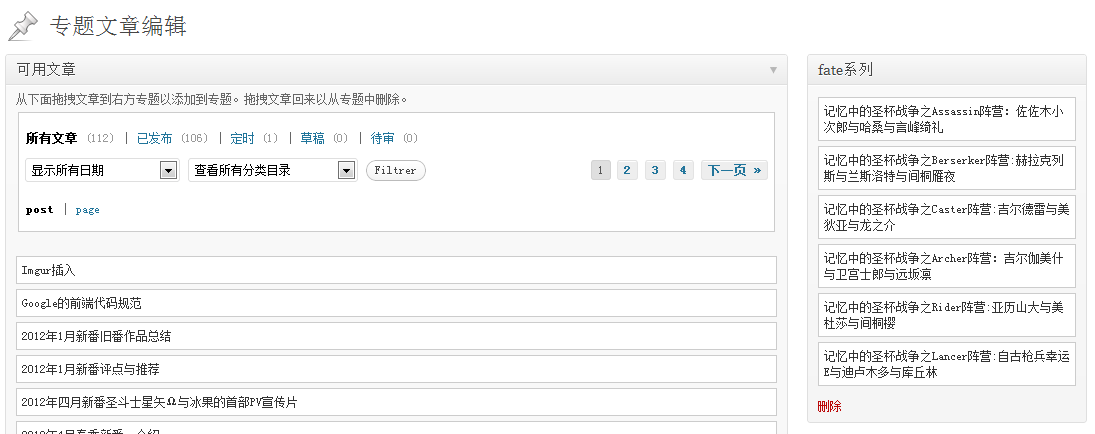 专题文章编辑
可用文章
从下面拖拽文章到右方专题以添加到专题。拖拽文章回来以从专题中删除。
所有文章 (112) | 已发布 (106) | 定时 (1) | 草稿 (0) | 待审 (0)
显示所有日期 查看所有分类目录 Filtrer 1 2 3 4 下一页 »
post | page
Imgur插入
Google的前端代码规范
2012年1月新番旧番作品总结
2012年1月新番评点与推荐
2012年四月新番圣斗士星矢Ω与冰果的首部PV宣传片
fate系列
记忆中的圣杯战争之Assassin阵营: 佐佐木小
次郎与哈桑与言峰绮礼
记忆中的圣杯战争之Berserker阵营:赫拉克列
斯与兰斯洛特与间桐雁夜
记忆中的圣杯战争之Caster阵营:吉尔德雷与美
狄亚与龙之介
记忆中的圣杯战争之Archer阵营: 吉尔伽美什
与卫宫士郎与远坂凛
记忆中的圣杯战争之Rider阵营:亚历山大与美
杜莎与间桐樱
记忆中的圣杯战争之Lancer阵营:自古枪兵幸运
E与迪卢木多与库丘林
删除